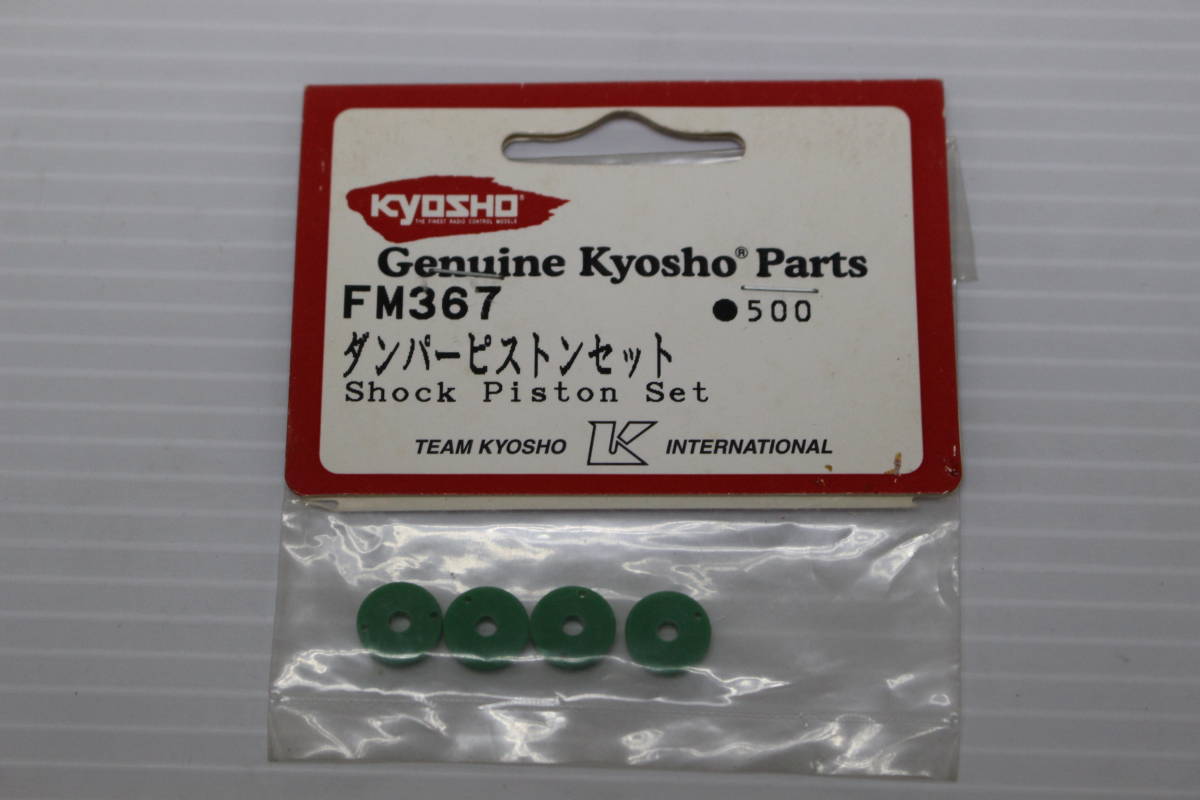 KYOSHO®
THE FINEST RADIO CONTROL MODELS
Genuine Kyosho® Parts
FM367 ●500
ダンパーピストンセット
Shock Piston Set
TEAM KYOSHO K INTERNATIONAL